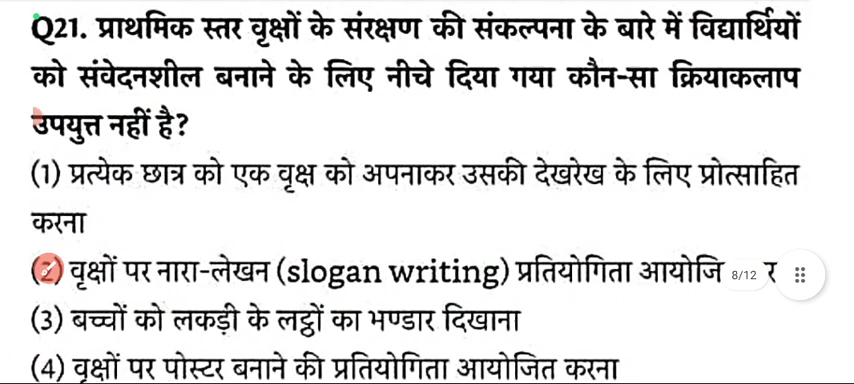 Q21. प्राथमिक स्तर वृक्षों के संरक्षण की संकल्पना के बारे में विद्यार्थियों
को संवेदनशील बनाने के लिए नीचे दिया गया कौन-सा क्रियाकलाप
उपयुक्त नहीं है?
(1) प्रत्येक छात्र को एक वृक्ष को अपनाकर उसकी देखरेख के लिए प्रोत्साहित
करना
(2) वृक्षों पर नारा-लेखन (slogan writing) प्रतियोगिता आयोजि 8/12 र
(3) बच्चों को लकड़ी के लट्ठों का भण्डार दिखाना
(4) वृक्षों पर पोस्टर बनाने की प्रतियोगिता आयोजित करना